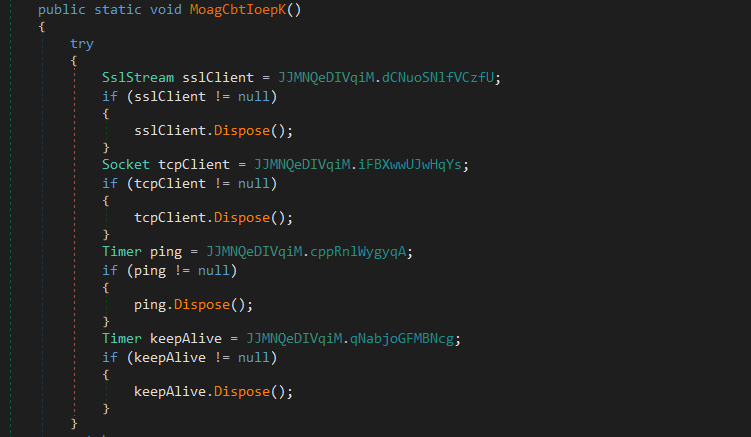 public static void MoagCbtIoepK()
{
try
{
SslStream sslClient = JJMNQeDIVqiM.dCNuoSNlfVCzfU;
if (sslClient != null)
{
sslClient.Dispose();
}
Socket tcpClient = JJMNQeDIVqiM.iFBXwwUJwHqYs;
if (tcpClient != null)
{
tcpClient.Dispose();
}
Timer ping = JJMNQeDIVqiM.cppRnlWygyqA;
if (ping != null)
{
ping.Dispose();
}
Timer keepAlive = JJMNQeDIVqiM.qNabjoGFMBNcg;
if (keepAlive != null)
{
keepAlive.Dispose();
}
}